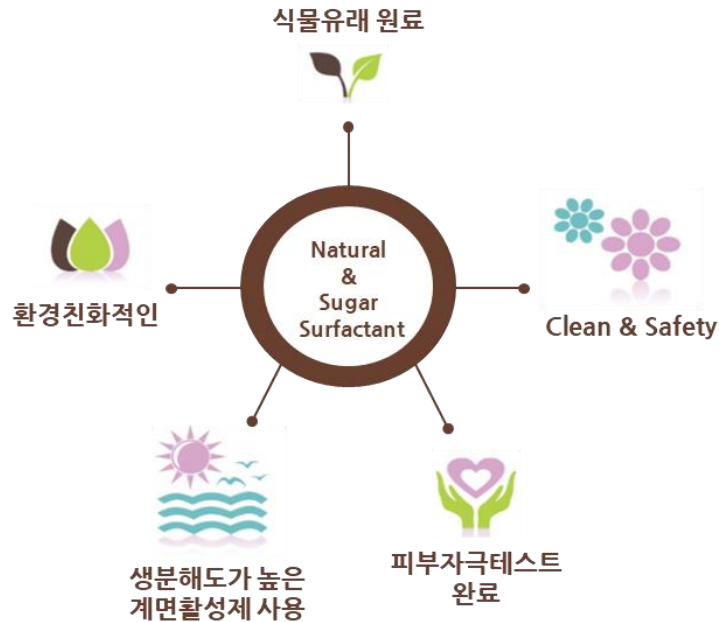 식물유래 원료
Natural
&
Sugar
Surfactant
환경친화적인
Clean & Safety
생분해도가 높은
계면활성제 사용
피부자극테스트
완료